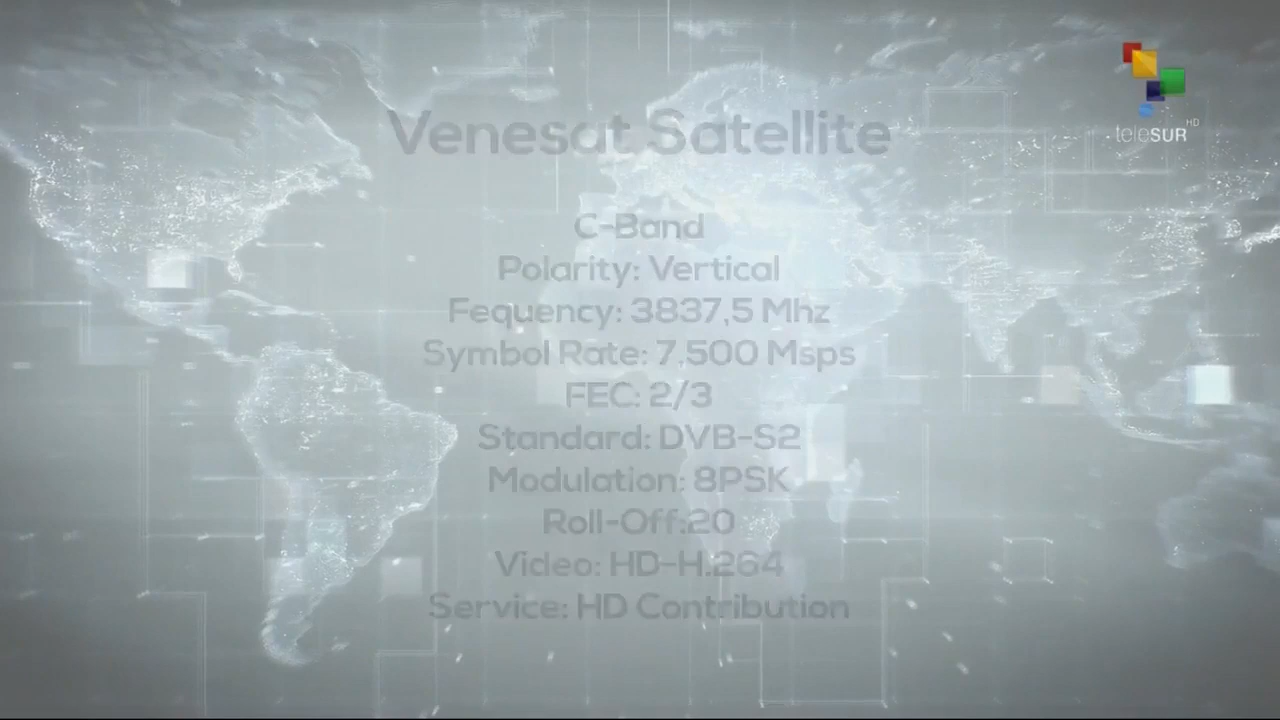 Venesat Satellite
HD
teleSUR
C-Band
Polarity: Vertical
Fequency: 3837,5 Mhz
Symbol Rate: 7.500 Msps
FEC: 2/3
Standard: DVB-S2
Modulation: 8PSK
Roll-Off:20
Video: HD-H.264
Service: HD Contribution